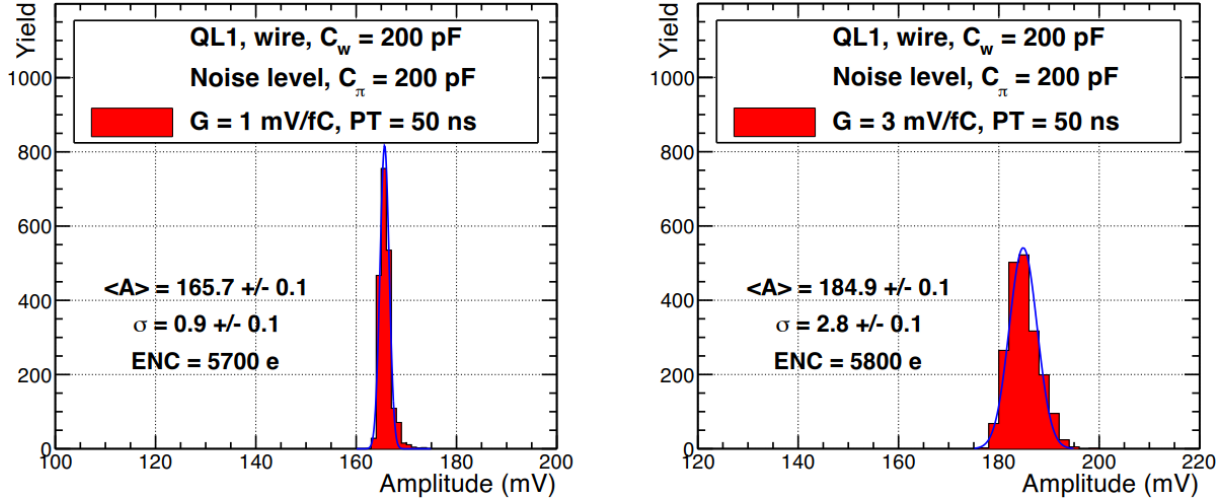 Yield
QL1, wire, C_w = 200 pF
Noise level, C_π = 200 pF
G = 1 mV/fC, PT = 50 ns
1000
800
600
400
200
0
<A> = 165.7 +/- 0.1
σ = 0.9 +/- 0.1
ENC = 5700 e
100 120 140 160 180 200
Amplitude (mV)
Yield
QL1, wire, C_w = 200 pF
Noise level, C_π = 200 pF
G = 3 mV/fC, PT = 50 ns
1000
800
600
400
200
0
<A> = 184.9 +/- 0.1
σ = 2.8 +/- 0.1
ENC = 5800 e
120 140 160 180 200 220
Amplitude (mV)